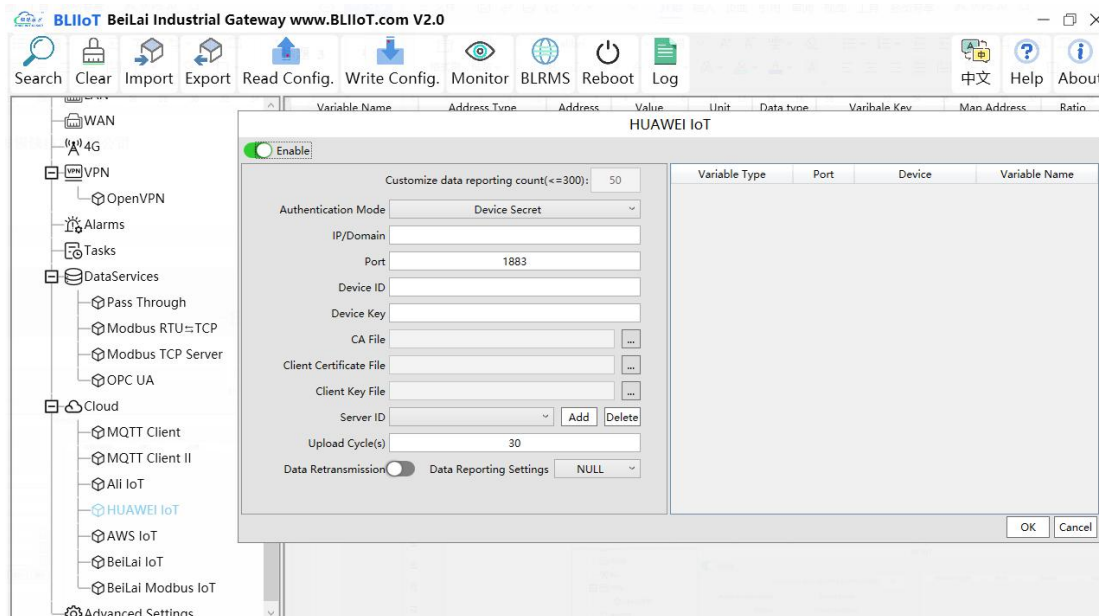 BLIIoT BeiLai Industrial Gateway www.BLIIoT.com V2.0
Search Clear Import Export Read Config. Write Config. Monitor BLRMS Reboot Log 中文 Help About
LAN
WAN
4G
VPN
OpenVPN
Alarms
Tasks
DataServices
Pass Through
Modbus RTU⇆TCP
Modbus TCP Server
OPC UA
Cloud
MQTT Client
MQTT Client II
Ali IoT
HUAWEI IoT
AWS IoT
BeiLai IoT
BeiLai Modbus IoT
Advanced Settings
Variable Name Address Type Address Value Unit Data type Varibale Key Map Address Ratio
HUAWEI IoT
Enable
Customize data reporting count(<=300): 50
Authentication Mode Device Secret
IP/Domain
Port 1883
Device ID
Device Key
CA File ...
Client Certificate File ...
Client Key File ...
Server ID Add Delete
Upload Cycle(s) 30
Data Retransmission Data Reporting Settings NULL
Variable Type Port Device Variable Name
OK Cancel